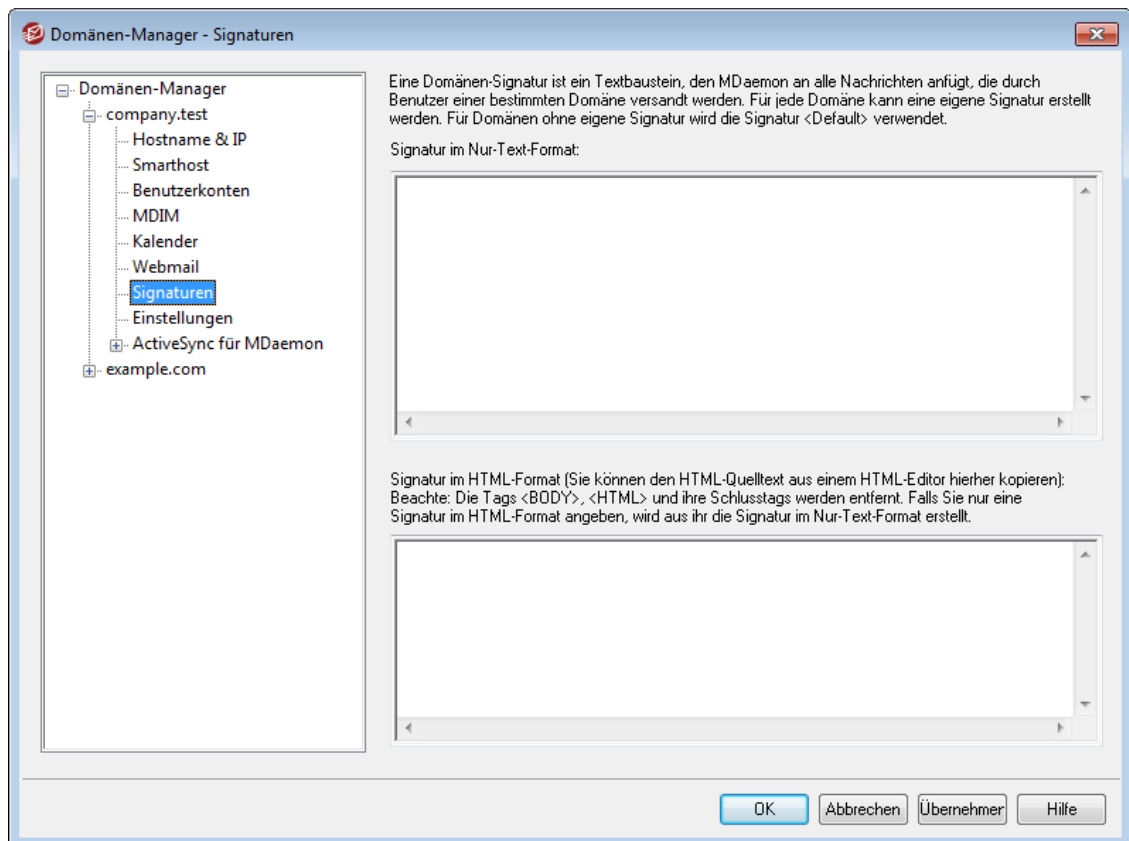 Domänen-Manager - Signaturen
Domänen-Manager
company.test
Hostname & IP
Smarthost
Benutzerkonten
MDIM
Kalender
Webmail
Signaturen
Einstellungen
ActiveSync für MDaemon
example.com
Eine Domänen-Signatur ist ein Textbaustein, den MDaemon an alle Nachrichten anfügt, die durch
Benutzer einer bestimmten Domäne versandt werden. Für jede Domäne kann eine eigene Signatur erstellt
werden. Für Domänen ohne eigene Signatur wird die Signatur <Default> verwendet.
Signatur im Nur-Text-Format:
Signatur im HTML-Format (Sie können den HTML-Quelltext aus einem HTML-Editor hierher kopieren):
Beachte: Die Tags <BODY>, <HTML> und ihre Schlusstags werden entfernt. Falls Sie nur eine
Signatur im HTML-Format angeben, wird aus ihr die Signatur im Nur-Text-Format erstellt.
OK
Abbrechen
Übernehmer
Hilfe